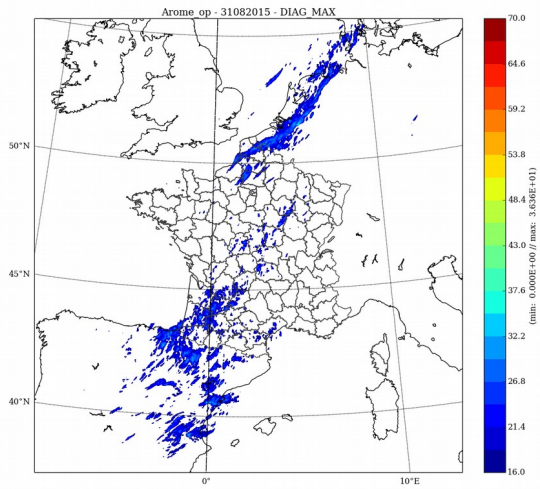 Arome_op - 31082015 - DIAG_MAX
70.0
64.6
59.2
53.8
48.4
43.0
37.6
32.2
26.8
21.4
16.0
(min: 0.000E+00 // max: 3.636E+01)
50°N
45°N
40°N
0°
10°E